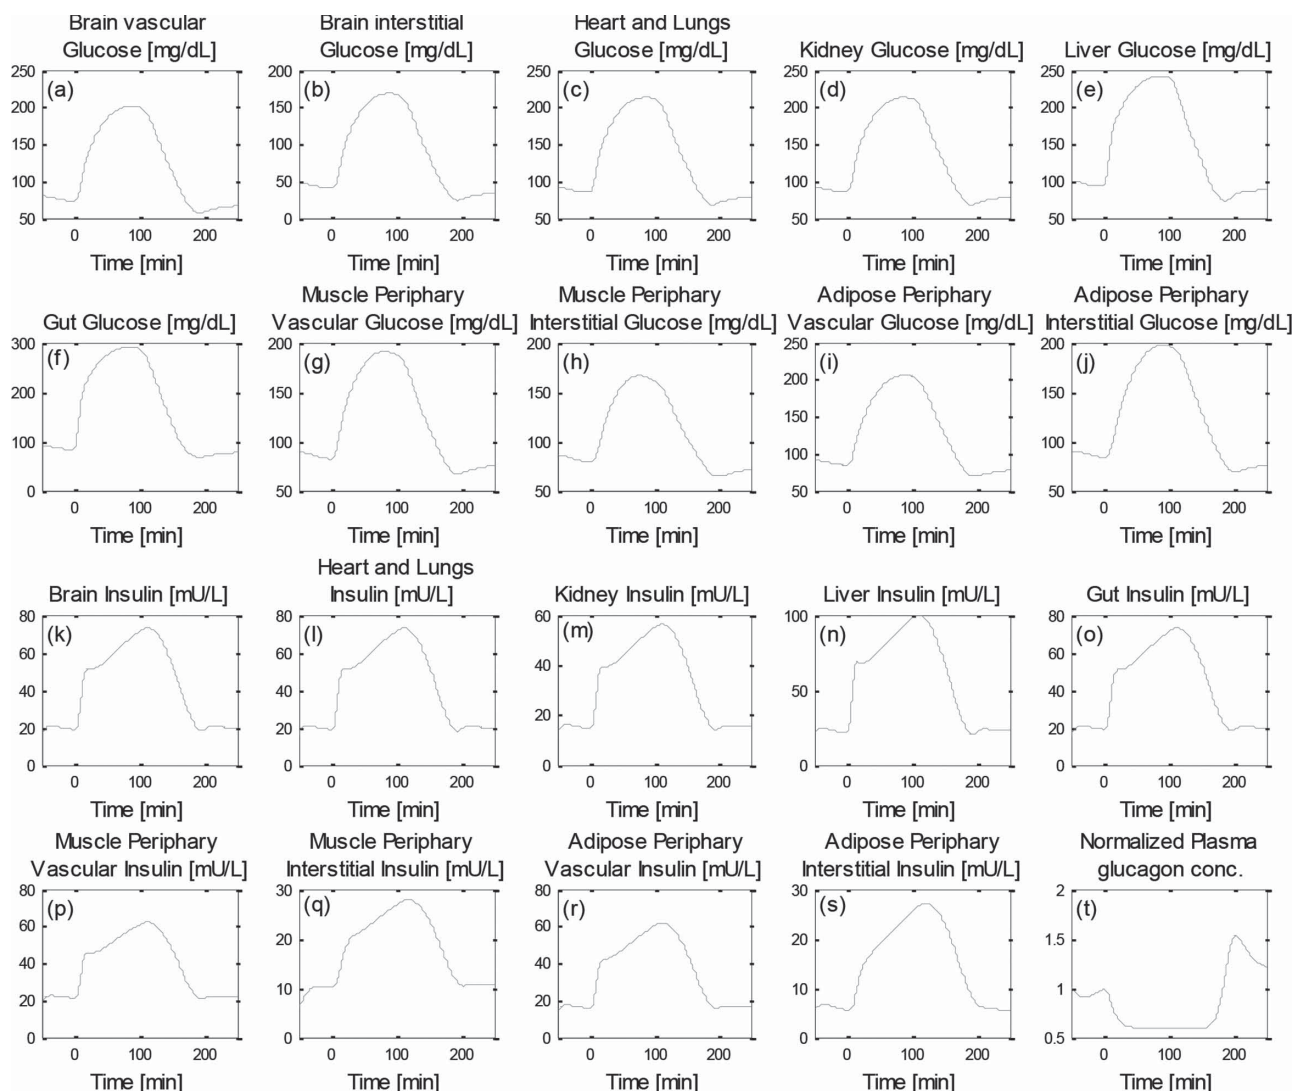 Brain vascular
Glucose [mg/dL]
250
200
150
100
50
(a)
0
100
200
Time [min]
Brain interstitial
Glucose [mg/dL]
200
150
100
50
0
(b)
0
100
200
Time [min]
Heart and Lungs
Glucose [mg/dL]
250
200
150
100
50
(c)
0
100
200
Time [min]
Kidney Glucose [mg/dL]
250
200
150
100
50
(d)
0
100
200
Time [min]
Liver Glucose [mg/dL]
250
200
150
100
50
(e)
0
100
200
Time [min]
Gut Glucose [mg/dL]
300
200
100
0
(f)
0
100
200
Time [min]
Muscle Periphary
Vascular Glucose [mg/dL]
200
150
100
50
(g)
0
100
200
Time [min]
Muscle Periphary
Interstitial Glucose [mg/dL]
200
150
100
50
(h)
0
100
200
Time [min]
Adipose Periphary
Vascular Glucose [mg/dL]
250
200
150
100
50
(i)
0
100
200
Time [min]
Adipose Periphary
Interstitial Glucose [mg/dL]
200
150
100
50
(j)
0
100
200
Time [min]
Brain Insulin [mU/L]
80
60
40
20
0
(k)
0
100
200
Time [min]
Heart and Lungs
Insulin [mU/L]
80
60
40
20
0
(l)
0
100
200
Time [min]
Kidney Insulin [mU/L]
60
40
20
0
(m)
0
100
200
Time [min]
Liver Insulin [mU/L]
100
50
0
(n)
0
100
200
Time [min]
Gut Insulin [mU/L]
80
60
40
20
0
(o)
0
100
200
Time [min]
Muscle Periphary
Vascular Insulin [mU/L]
80
60
40
20
0
(p)
0
100
200
Time [min]
Muscle Periphary
Interstitial Insulin [mU/L]
30
20
10
0
(q)
0
100
200
Time [min]
Adipose Periphary
Vascular Insulin [mU/L]
80
60
40
20
0
(r)
0
100
200
Time [min]
Adipose Periphary
Interstitial Insulin [mU/L]
30
20
10
0
(s)
0
100
200
Time [min]
Normalized Plasma
glucagon conc.
2
1.5
1
0.5
(t)
0
100
200
Time [min]